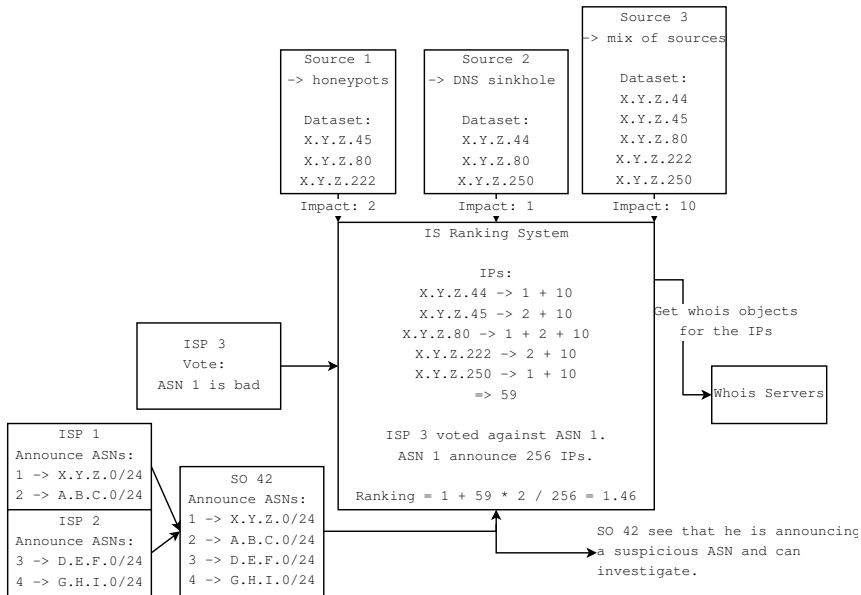 Source 1
-> honeypots
Dataset:
X.Y.Z.45
X.Y.Z.80
X.Y.Z.222
Impact: 2
Source 2
-> DNS sinkhole
Dataset:
X.Y.Z.44
X.Y.Z.80
X.Y.Z.250
Impact: 1
Source 3
-> mix of sources
Dataset:
X.Y.Z.44
X.Y.Z.45
X.Y.Z.80
X.Y.Z.222
X.Y.Z.250
Impact: 10
IS Ranking System
IPs:
X.Y.Z.44 -> 1 + 10
X.Y.Z.45 -> 2 + 10
X.Y.Z.80 -> 1 + 2 + 10
X.Y.Z.222 -> 2 + 10
X.Y.Z.250 -> 1 + 10
=> 59
ISP 3 voted against ASN 1.
ASN 1 announce 256 IPs.
Ranking = 1 + 59 * 2 / 256 = 1.46
Get whois objects
for the IPs
Whois Servers
ISP 3
Vote:
ASN 1 is bad
ISP 1
Announce ASNs:
1 -> X.Y.Z.0/24
2 -> A.B.C.0/24
ISP 2
Announce ASNs:
3 -> D.E.F.0/24
4 -> G.H.I.0/24
SO 42
Announce ASNs:
1 -> X.Y.Z.0/24
2 -> A.B.C.0/24
3 -> D.E.F.0/24
4 -> G.H.I.0/24
SO 42 see that he is announcing
a suspicious ASN and can
investigate.